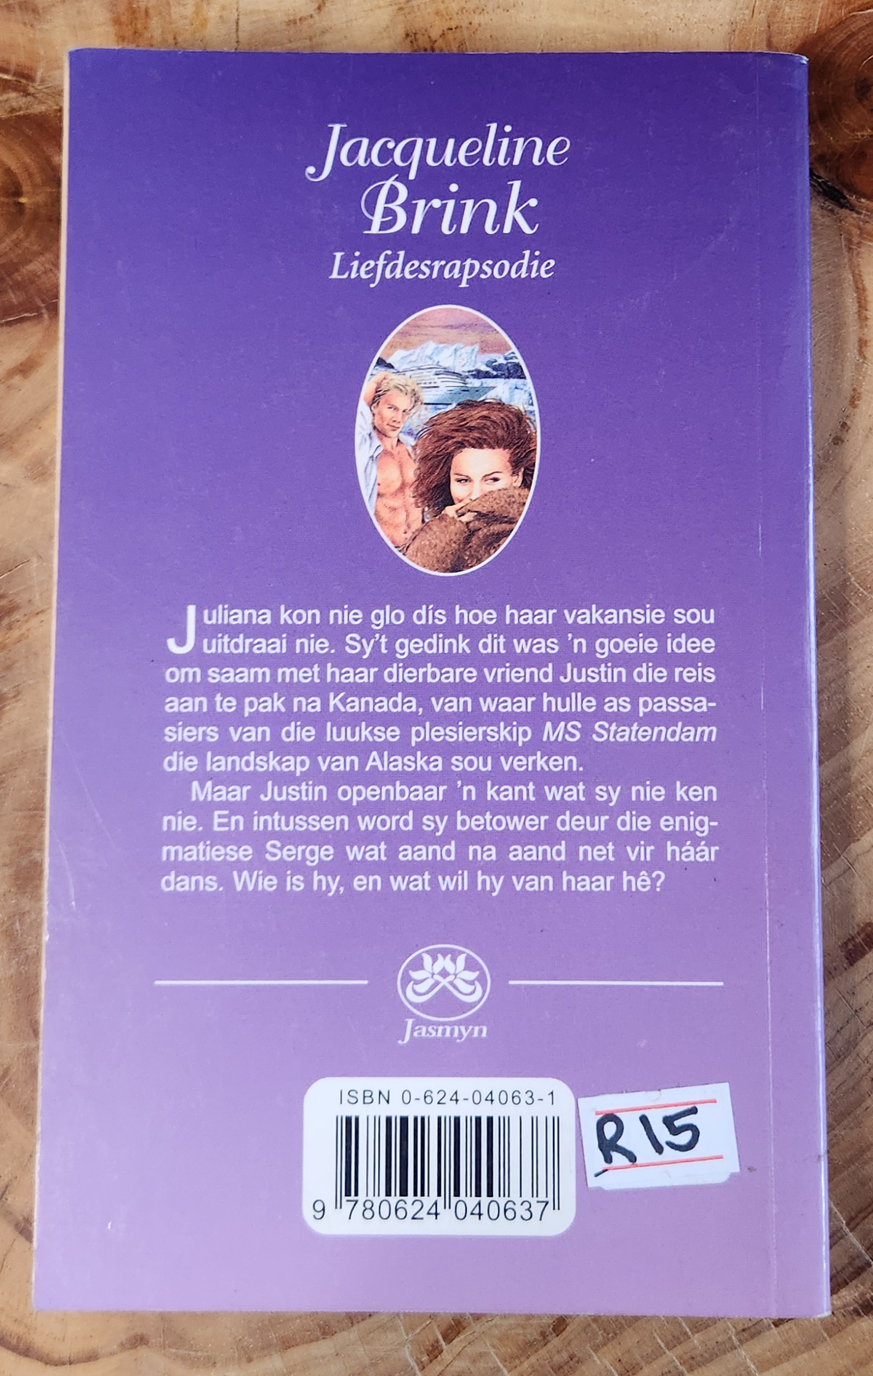 Jacqueline
Brink
Liefdesrapsodie
Juliana kon nie glo dís hoe haar vakansie sou
uitdraai nie. Sy't gedink dit was 'n goeie idee
om saam met haar dierbare vriend Justin die reis
aan te pak na Kanada, van waar hulle as passa-
siers van die luukse plesierskip MS Statendam
die landskap van Alaska sou verken.
Maar Justin openbaar 'n kant wat sy nie ken
nie. En intussen word sy betower deur die enig-
matiese Serge wat aand na aand net vir háár
dans. Wie is hy, en wat wil hy van haar hê?
Jasmyn
ISBN 0-624-04063-1
R15
9 780624 040637